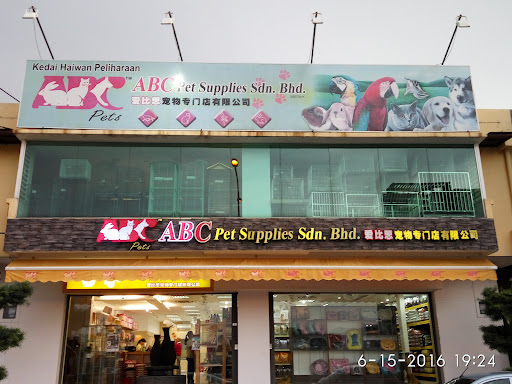 Kedai Haiwan Peliharaan
ABC
Pets
ABC Pet Supplies Sdn. Bhd.
爱比思宠物专门店有限公司
ABC
Pets
ABC Pet Supplies Sdn. Bhd. 爱比思宠物专门店有限公司
6-15-2016 19:24